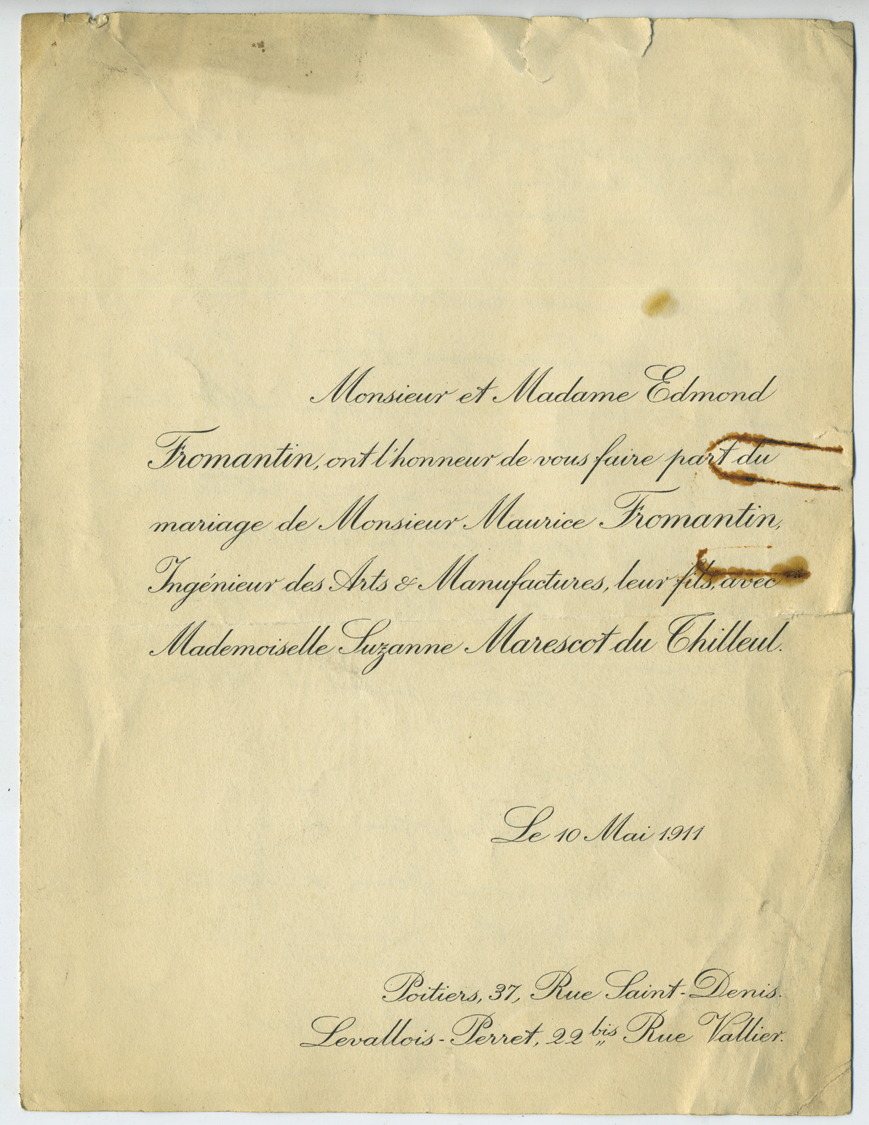 Monsieur et Madame Edmond
Fromantin, ont l'honneur de vous faire part du
mariage de Monsieur Maurice Fromantin,
Ingénieur des Arts & Manufactures, leur fils, avec
Mademoiselle Suzanne Marescot du Thilleul.
Le 10 Mai 1911
Poitiers, 37, Rue Saint-Denis.
Levallois-Perret, 22 bis Rue Vallier.